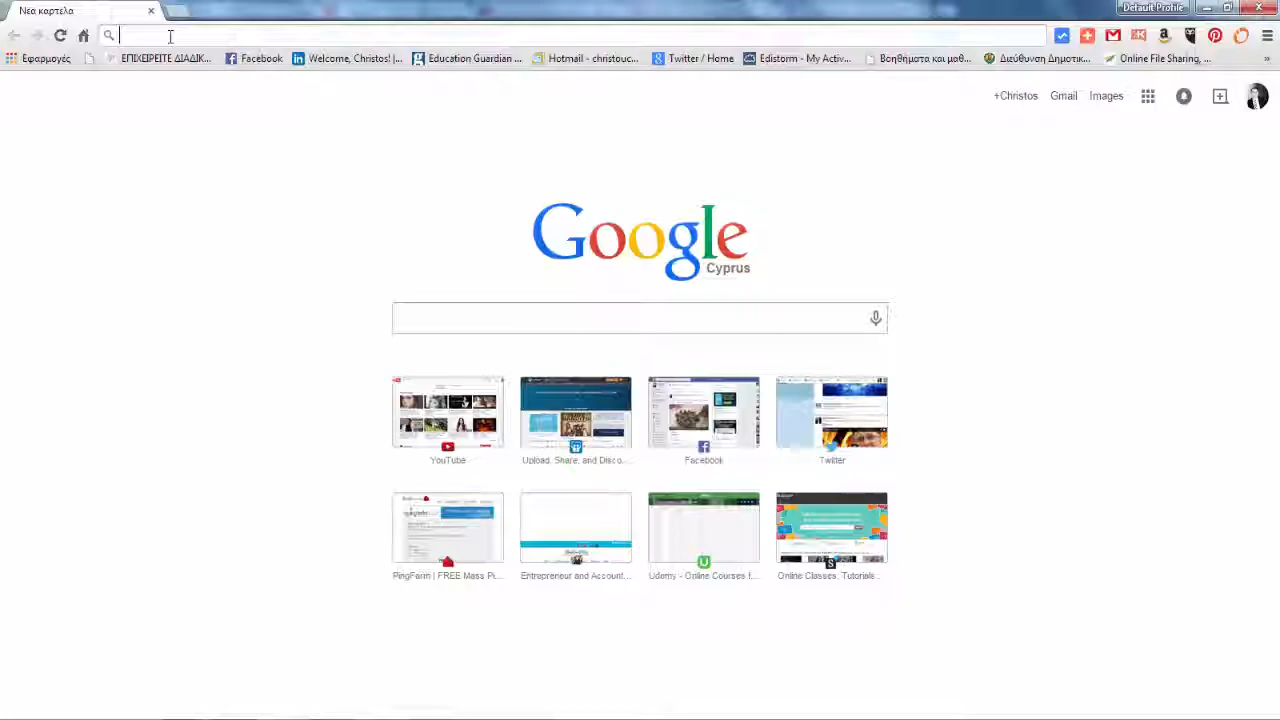 Νέα καρτέλα
Default Profile
Εφαρμογές
ΕΠΙΧΕΙΡΕΙΤΕ ΔΙΑΔΙΚ...
Facebook
Welcome, Christos! |...
Education Guardian ...
Hotmail - christouc...
Twitter / Home
Edistorm - My Activ...
Βοηθήματα και μαθ...
Διεύθυνση Δημοτικ...
Online File Sharing, ...
»
+Christos
Gmail
Images
Google
Cyprus
YouTube
Upload, Share, and Disco...
Facebook
Twitter
PingFarm | FREE Mass Pi...
Entrepreneur and Account...
Udemy - Online Courses f...
Online Classes, Tutorials...